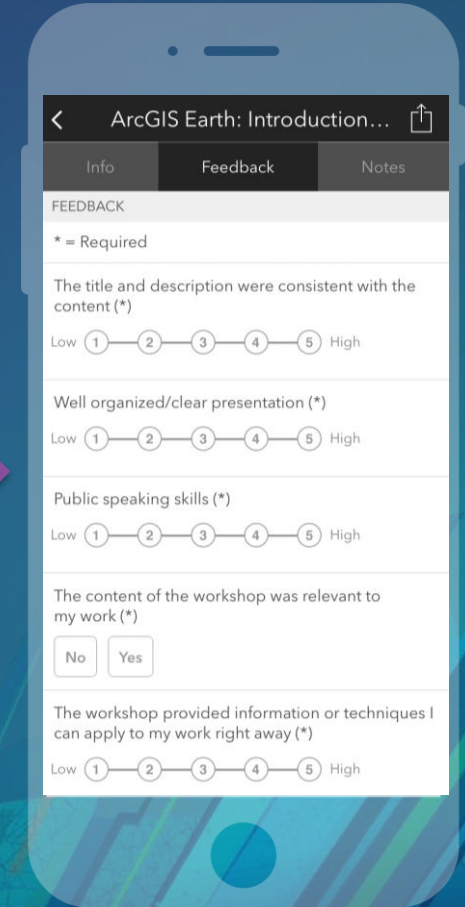 ArcGIS Earth: Introduction...
Info Feedback Notes
FEEDBACK
* = Required
The title and description were consistent with the
content (*)
Low 1 2 3 4 5 High
Well organized/clear presentation (*)
Low 1 2 3 4 5 High
Public speaking skills (*)
Low 1 2 3 4 5 High
The content of the workshop was relevant to
my work (*)
No Yes
The workshop provided information or techniques I
can apply to my work right away (*)
Low 1 2 3 4 5 High